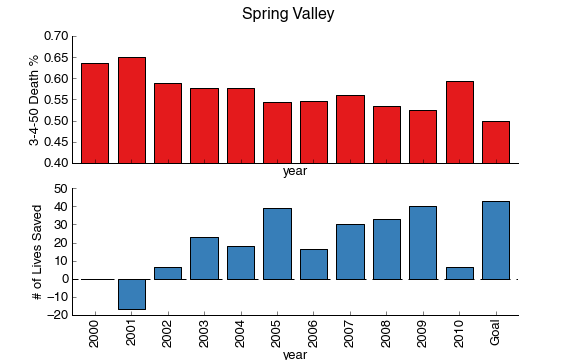 Spring Valley
3-4-50 Death %
0.70
0.65
0.60
0.55
0.50
0.45
0.40
year
# of Lives Saved
50
40
30
20
10
0
−10
−20
2000 2001 2002 2003 2004 2005 2006 2007 2008 2009 2010 Goal
year